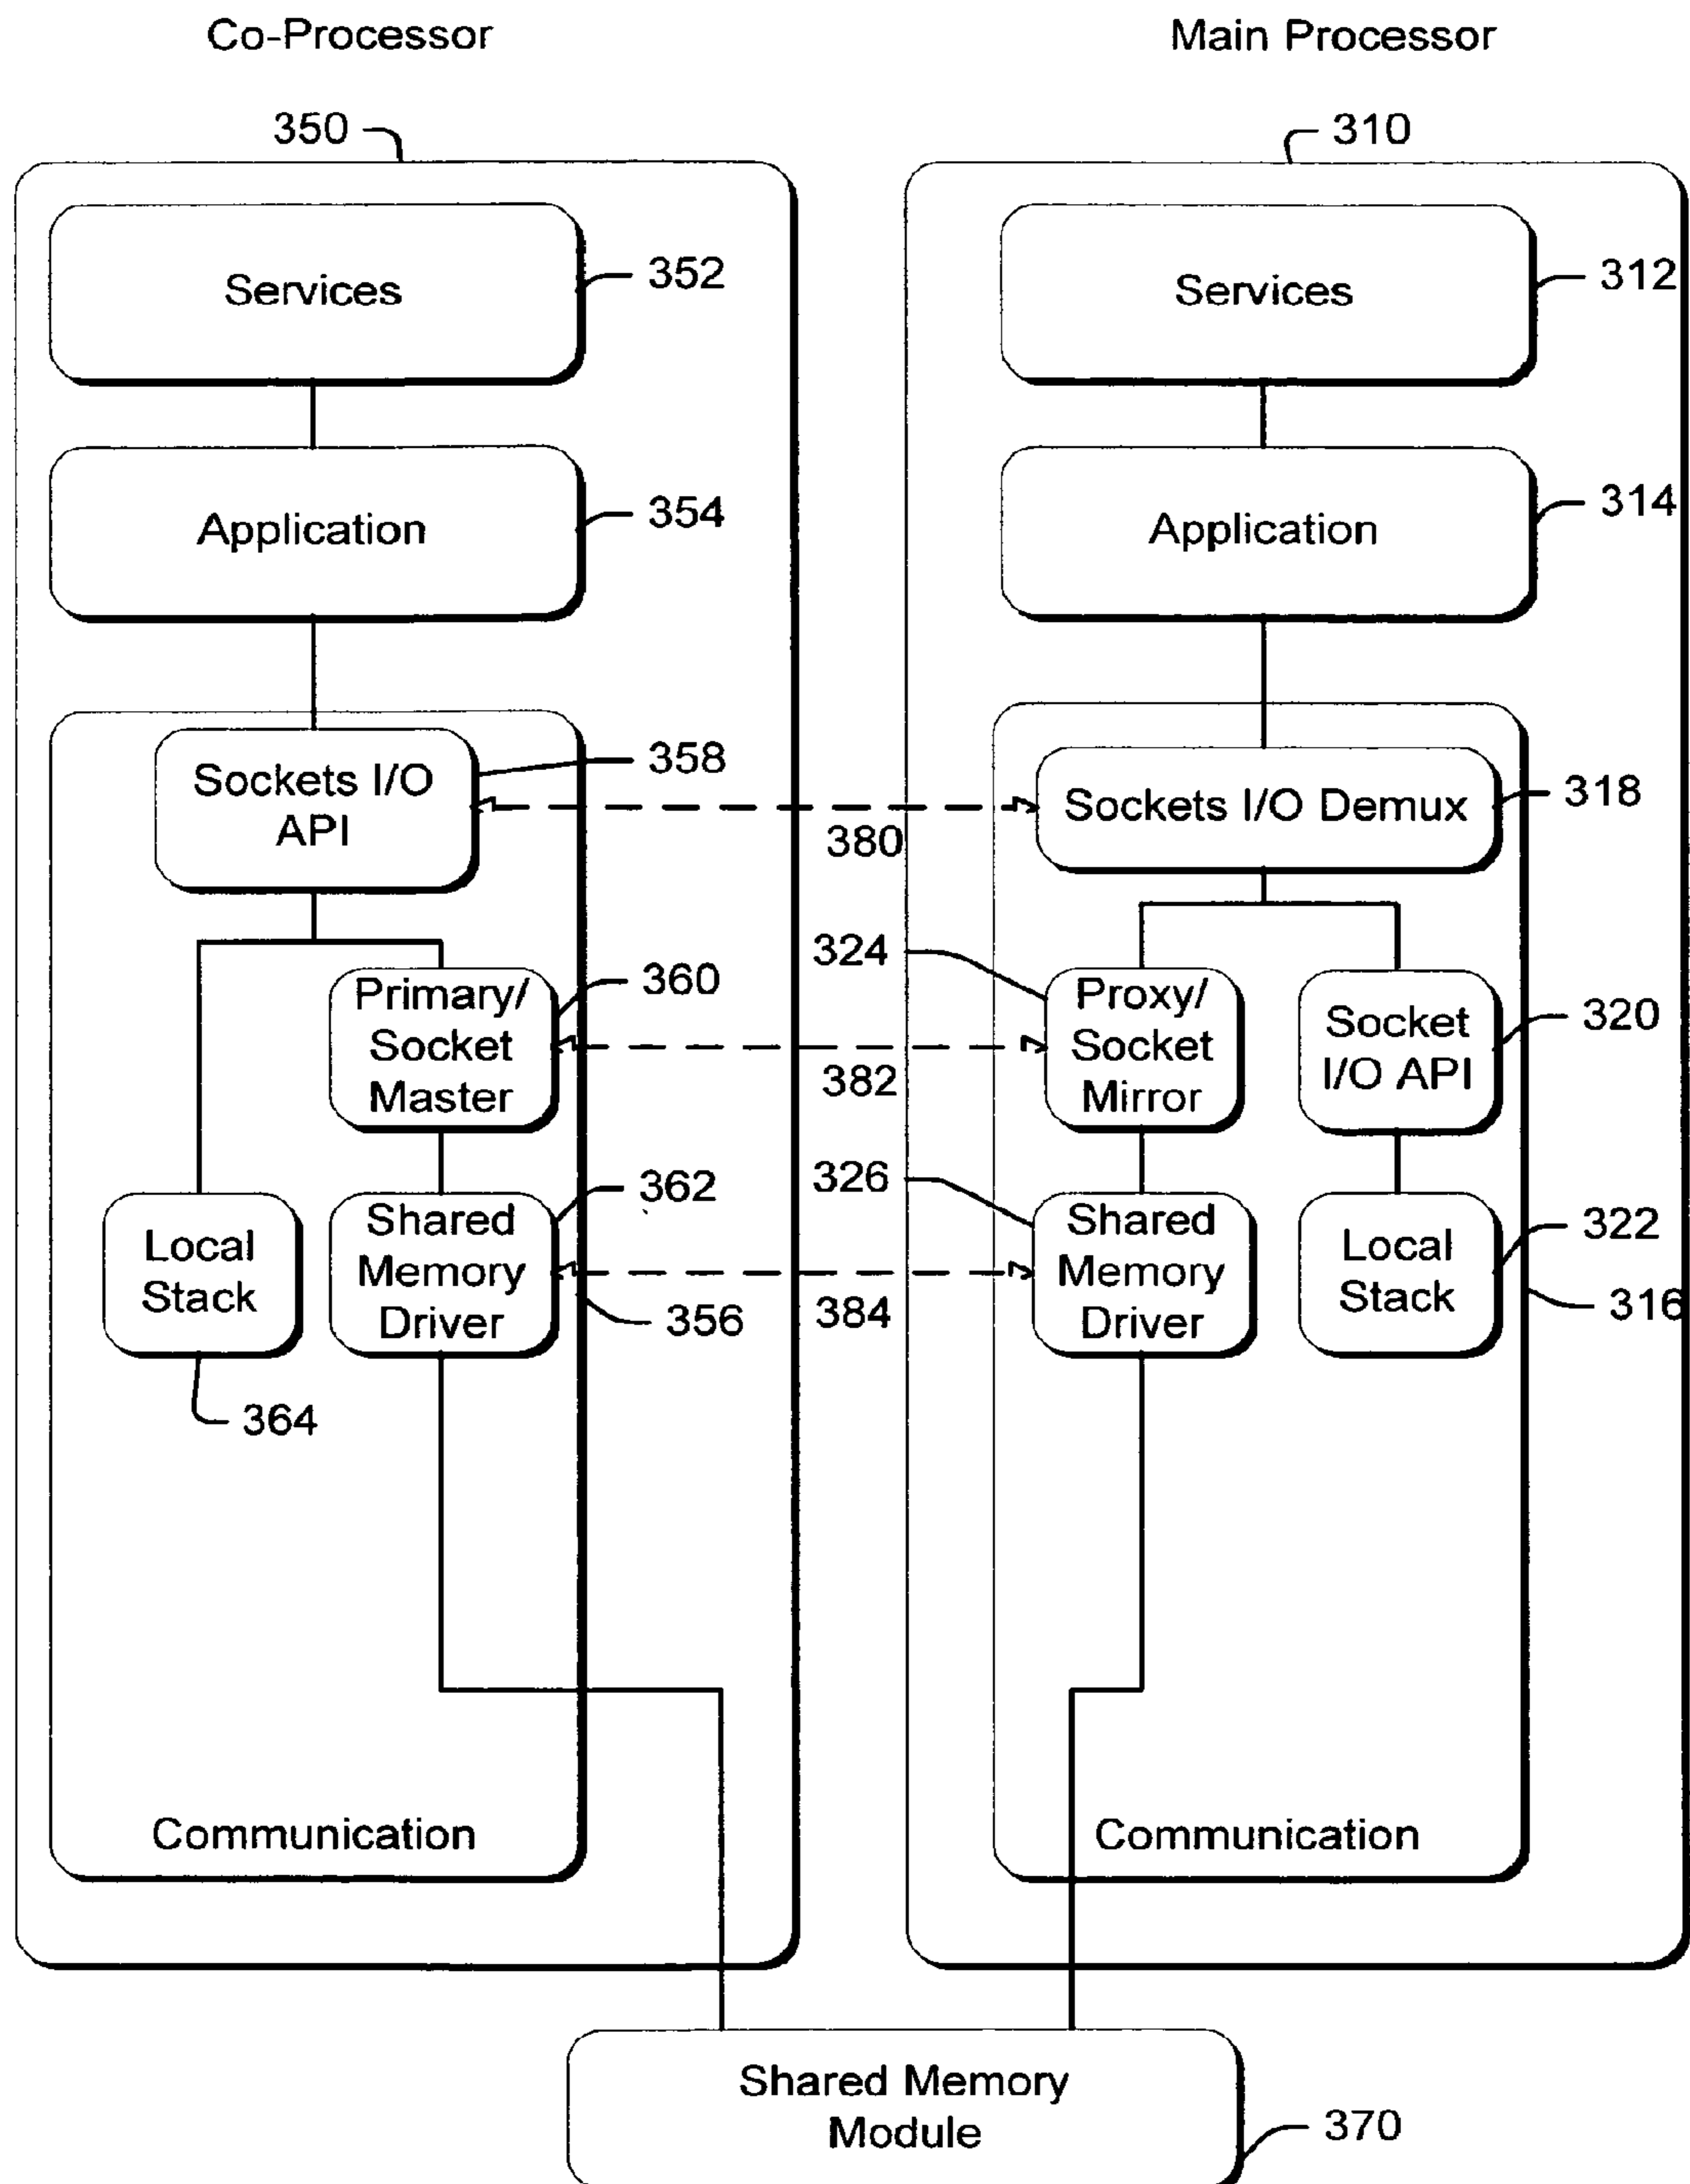 Co-Processor
Main Processor
350
310
Services
352
Services
312
Application
354
Application
314
Sockets I/O
API
358
380
Sockets I/O Demux
318
Primary/
Socket
Master
360
382
324
Proxy/
Socket
Mirror
Socket
I/O API
320
Local
Stack
364
Shared
Memory
Driver
362
356
384
326
Shared
Memory
Driver
Local
Stack
322
316
Communication
Communication
Shared Memory
Module
370